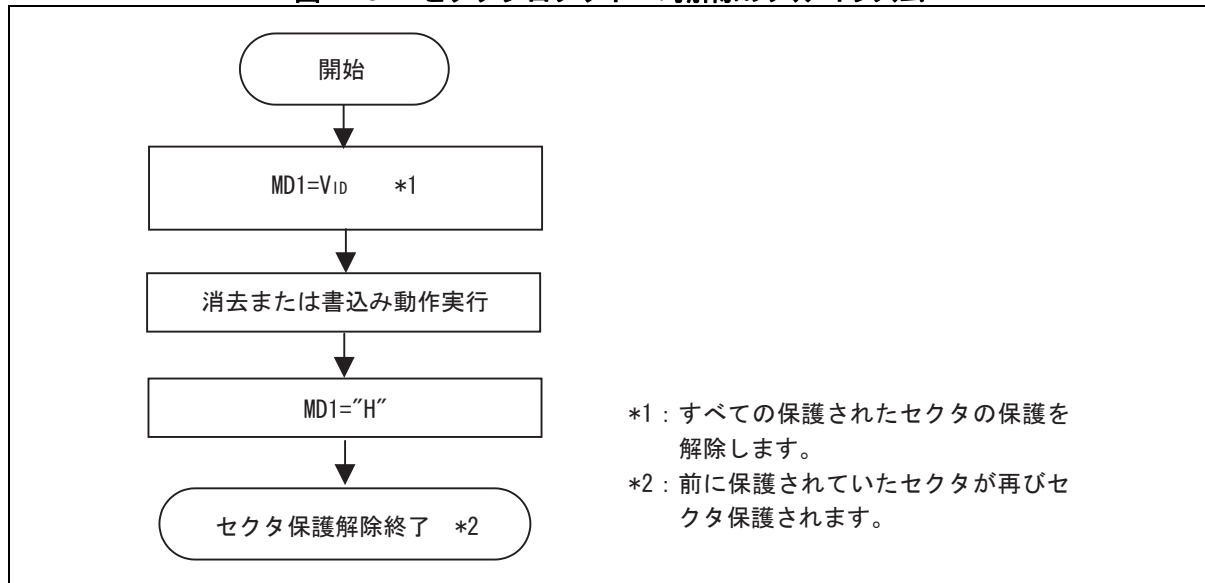 開始
MD1=VID *1
消去または書込み動作実行
MD1="H"
セクタ保護解除終了 *2
*1：すべての保護されたセクタの保護を
解除します。
*2：前に保護されていたセクタが再びセ
クタ保護されます。